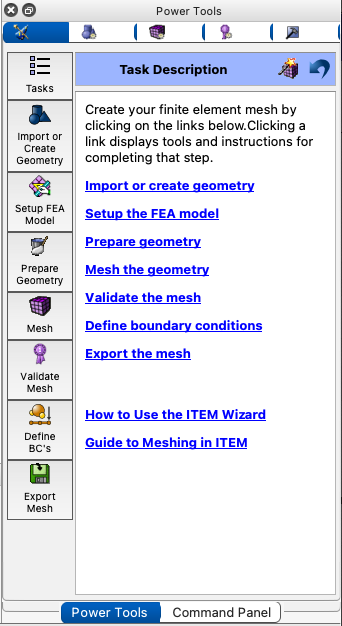 Power Tools
Task Description
Tasks
Import or
Create
Geometry
Setup FEA
Model
Prepare
Geometry
Mesh
Validate
Mesh
Define
BC's
Export
Mesh
Create your finite element mesh by
clicking on the links below.Clicking a
link displays tools and instructions for
completing that step.
Import or create geometry
Setup the FEA model
Prepare geometry
Mesh the geometry
Validate the mesh
Define boundary conditions
Export the mesh
How to Use the ITEM Wizard
Guide to Meshing in ITEM
Power Tools
Command Panel